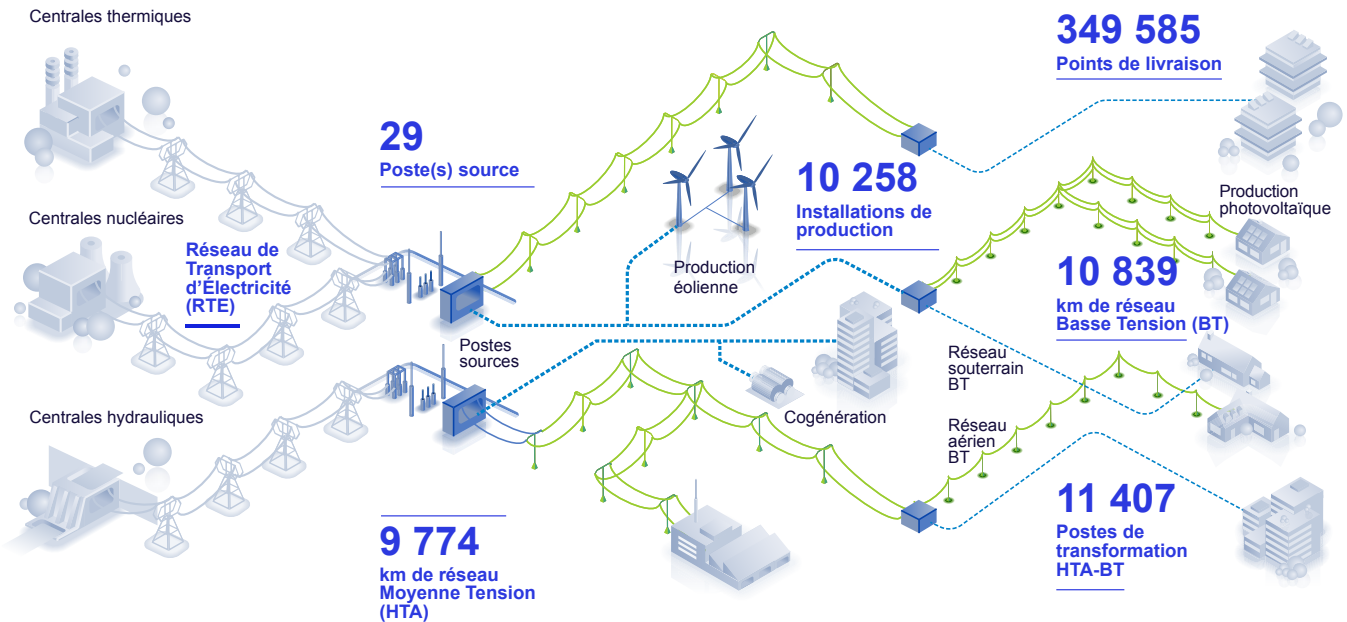 Centrales thermiques
349 585
Points de livraison
29
Poste(s) source
10 258
Installations de
production
Production
photovoltaïque
Centrales nucléaires
Réseau de
Transport
d'Électricité
(RTE)
Production
éolienne
10 839
km de réseau
Basse Tension (BT)
Postes
sources
Réseau
souterrain
BT
Centrales hydrauliques
Cogénération
Réseau
aérien
BT
9 774
km de réseau
Moyenne Tension
(HTA)
11 407
Postes de
transformation
HTA-BT